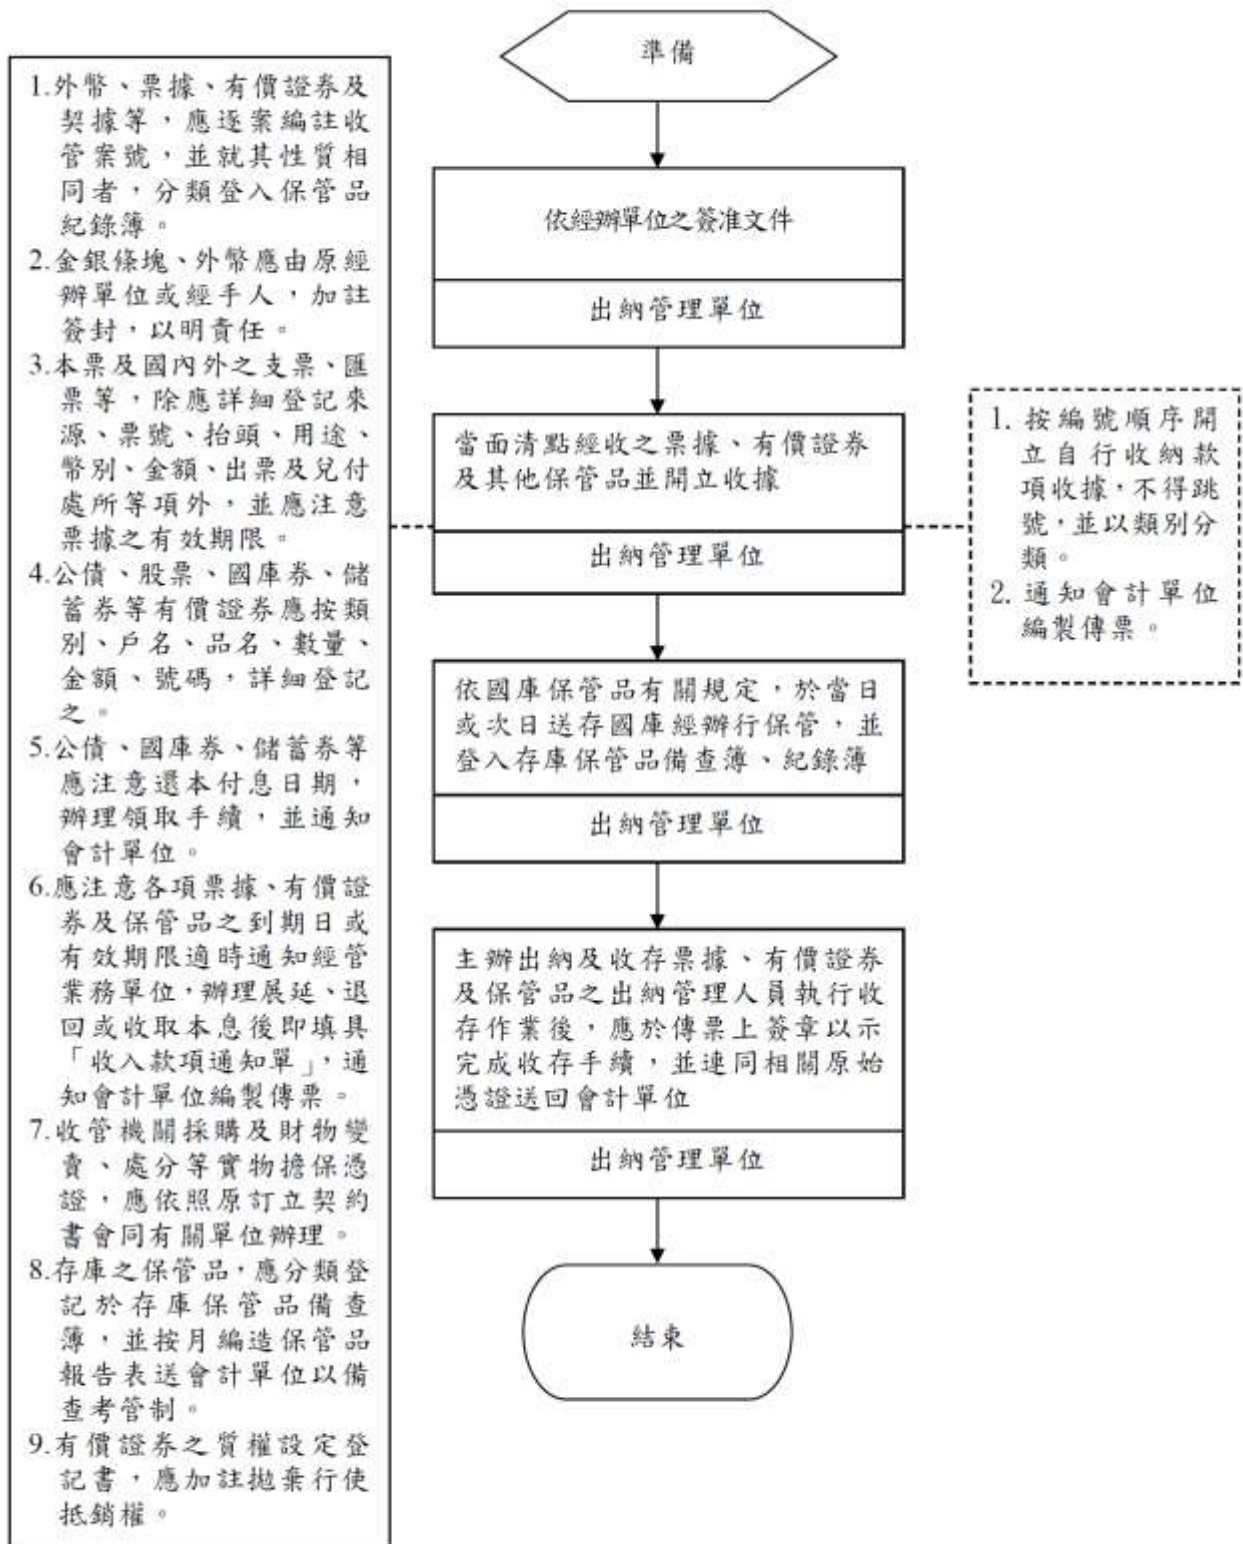 準備
1.外幣、票據、有價證券及
契據等，應逐案編註收
管案號，並就其性質相
同者，分類登入保管品
紀錄簿。
2.金銀條塊、外幣應由原經
辦單位或經手人，加註
簽封，以明責任。
3.本票及國內外之支票、匯
票等，除應詳細登記來
源、票號、抬頭、用途、
幣別、金額、出票及兌付
處所等項外，並應注意
票據之有效期限。
4.公債、股票、國庫券、儲
蓄券等有價證券應按類
別、戶名、品名、數量、
金額、號碼，詳細登記
之。
5.公債、國庫券、儲蓄券等
應注意還本付息日期，
辦理領取手續，並通知
會計單位。
6.應注意各項票據、有價證
券及保管品之到期日或
有效期限適時通知經管
業務單位，辦理展延、退
回或收取本息後即填具
「收入款項通知單」，通
知會計單位編製傳票。
7.收管機關採購及財物變
賣、處分等實物擔保憑
證，應依照原訂立契約
書會同有關單位辦理。
8.存庫之保管品，應分類登
記於存庫保管品備查
簿，並按月編造保管品
報告表送會計單位以備
查考管制。
9.有價證券之質權設定登
記書，應加註拋棄行使
抵銷權。
依經辦單位之簽准文件
出納管理單位
當面清點經收之票據、有價證券
及其他保管品並開立收據
出納管理單位
1. 按編號順序開
立自行收納款
項收據，不得跳
號，並以類別分
類。
2. 通知會計單位
編製傳票。
依國庫保管品有關規定，於當日
或次日送存國庫經辦行保管，並
登入存庫保管品備查簿、紀錄簿
出納管理單位
主辦出納及收存票據、有價證券
及保管品之出納管理人員執行收
存作業後，應於傳票上簽章以示
完成收存手續，並連同相關原始
憑證送回會計單位
出納管理單位
結束